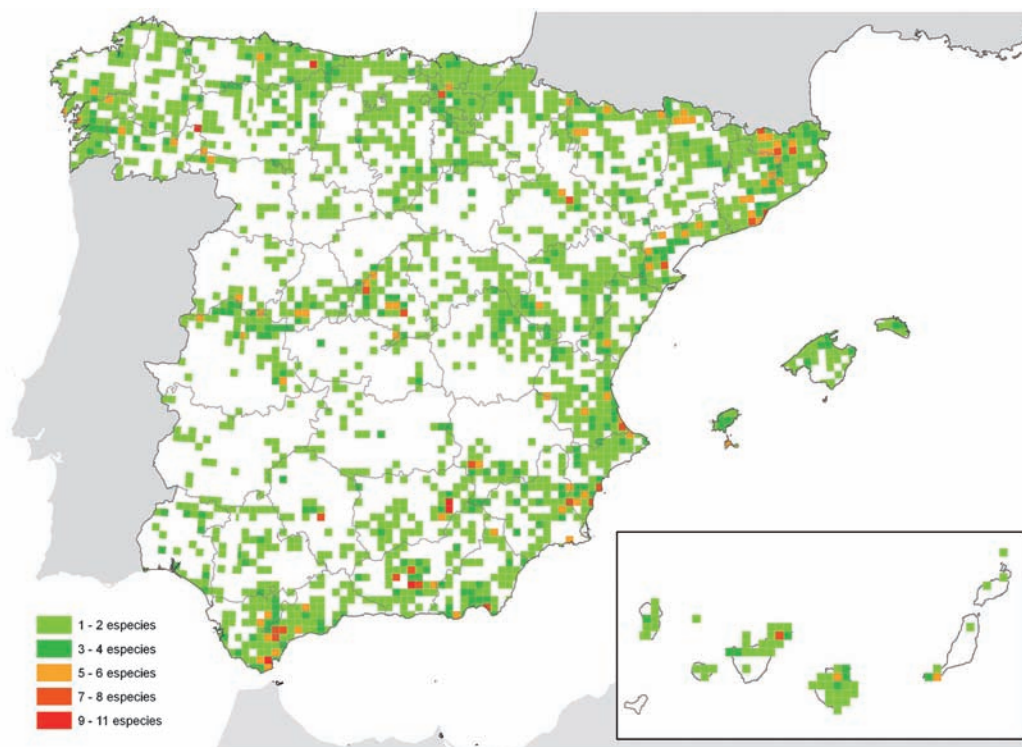 1 - 2 especies
3 - 4 especies
5 - 6 especies
7 - 8 especies
9 - 11 especies